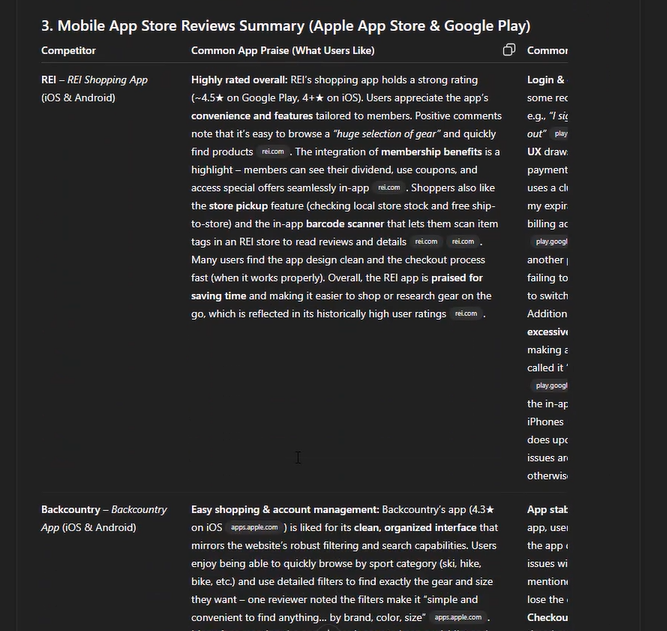 3. Mobile App Store Reviews Summary (Apple App Store & Google Play)
Competitor
Common App Praise (What Users Like)
Common
REI – REI Shopping App
(iOS & Android)
Highly rated overall: REI's shopping app holds a strong rating
(~4.5★ on Google Play, 4+★ on iOS). Users appreciate the app's
convenience and features tailored to members. Positive comments
note that it's easy to browse a "huge selection of gear" and quickly
find products rei.com . The integration of membership benefits is a
highlight – members can see their dividend, use coupons, and
access special offers seamlessly in-app rei.com . Shoppers also like
the store pickup feature (checking local store stock and free ship-
to-store) and the in-app barcode scanner that lets them scan item
tags in an REI store to read reviews and details rei.com rei.com .
Many users find the app design clean and the checkout process
fast (when it works properly). Overall, the REI app is praised for
saving time and making it easier to shop or research gear on the
go, which is reflected in its historically high user ratings rei.com .
Login &
some rec
e.g., "I sig
out" play
UX draw
payment
uses a cl
my expir
billing ac
play.googl
another
failing to
to switch
Addition
excessive
making a
called it "
play.googl
the in-ap
iPhones
does upd
issues are
otherwise
Backcountry – Backcountry
App (iOS & Android)
Easy shopping & account management: Backcountry's app (4.3★
on iOS apps.apple.com ) is liked for its clean, organized interface that
mirrors the website's robust filtering and search capabilities. Users
enjoy being able to quickly browse by sport category (ski, hike,
bike, etc.) and use detailed filters to find exactly the gear and size
they want – one reviewer noted the filters make it "simple and
convenient to find anything... by brand, color, size" apps.apple.com .
App stab
app, user
the app c
issues wi
mentione
lose the
Checkou